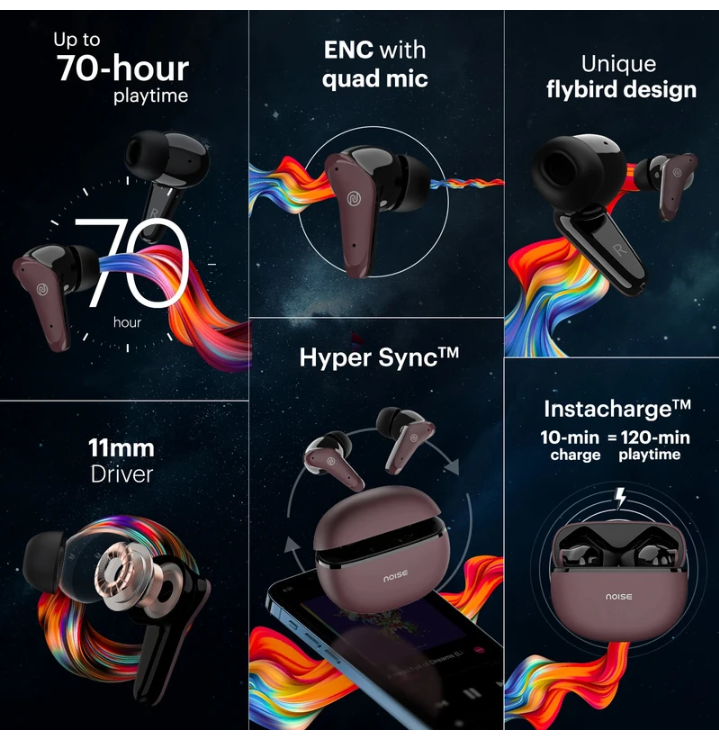 Up to
70-hour
playtime
70
hour
ENC with
quad mic
Unique
flybird design
R
11mm
Driver
Hyper Sync™
NOISE
Instacharge™
10-min = 120-min
charge playtime
NOISE